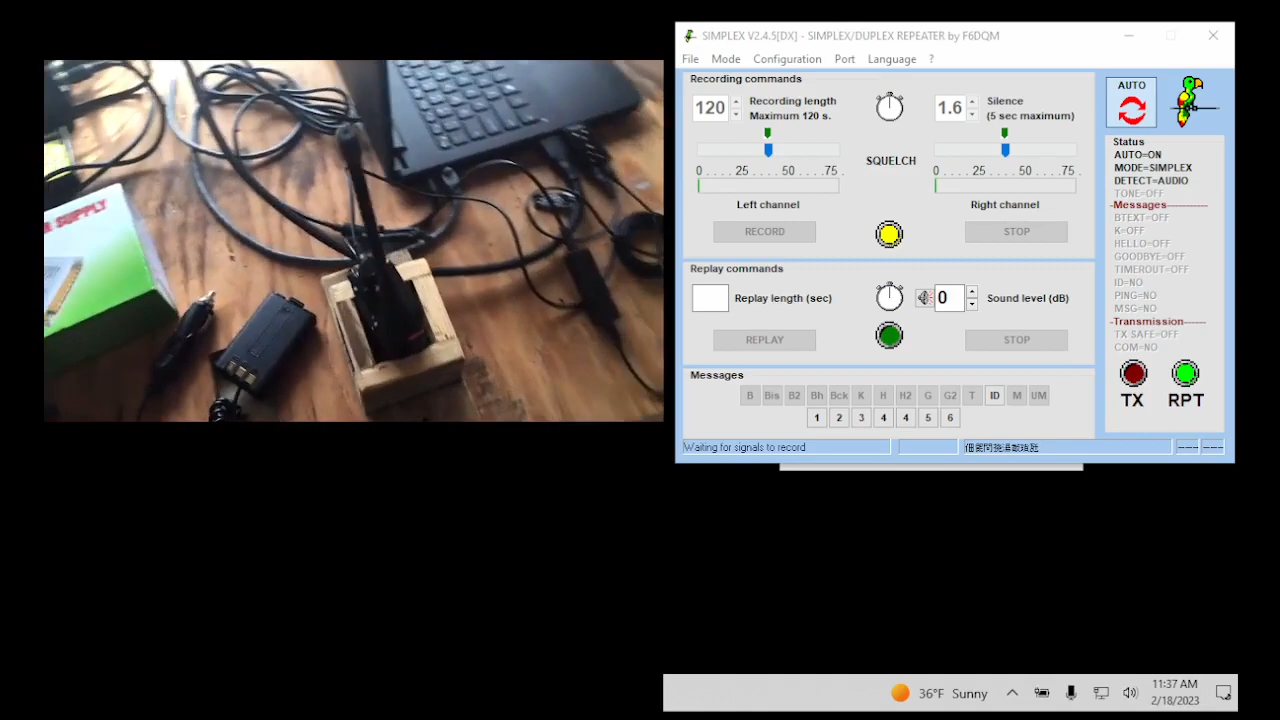 SUPPLY
SIMPLEX V2.4.5[DX] - SIMPLEX/DUPLEX REPEATER by F6DQM
File Mode Configuration Port Language ?
Recording commands
120 Recording length
Maximum 120 s.
1.6 Silence
(5 sec maximum)
SQUELCH
0 . . . . 25 . . . . 50 . . . . 75 .
0 . . . . 25 . . . . 50 . . . . 75 .
Left channel
Right channel
RECORD
STOP
Replay commands
Replay length (sec)
0 Sound level (dB)
REPLAY
STOP
Messages
B Bis B2 Bh Bck K H H2 G G2 T ID M UM
1 2 3 4 4 5 6
Waiting for signals to record
AUTO
Status
AUTO=ON
MODE=SIMPLEX
DETECT=AUDIO
TONE=OFF
-Messages------------
BTEXT=OFF
K=OFF
HELLO=OFF
GOODBYE=OFF
TIMEROUT=OFF
ID=NO
PING=NO
MSG=NO
-Transmission------
TX SAFE=OFF
COM=NO
TX RPT
---- ----
36°F Sunny
11:37 AM
2/18/2023